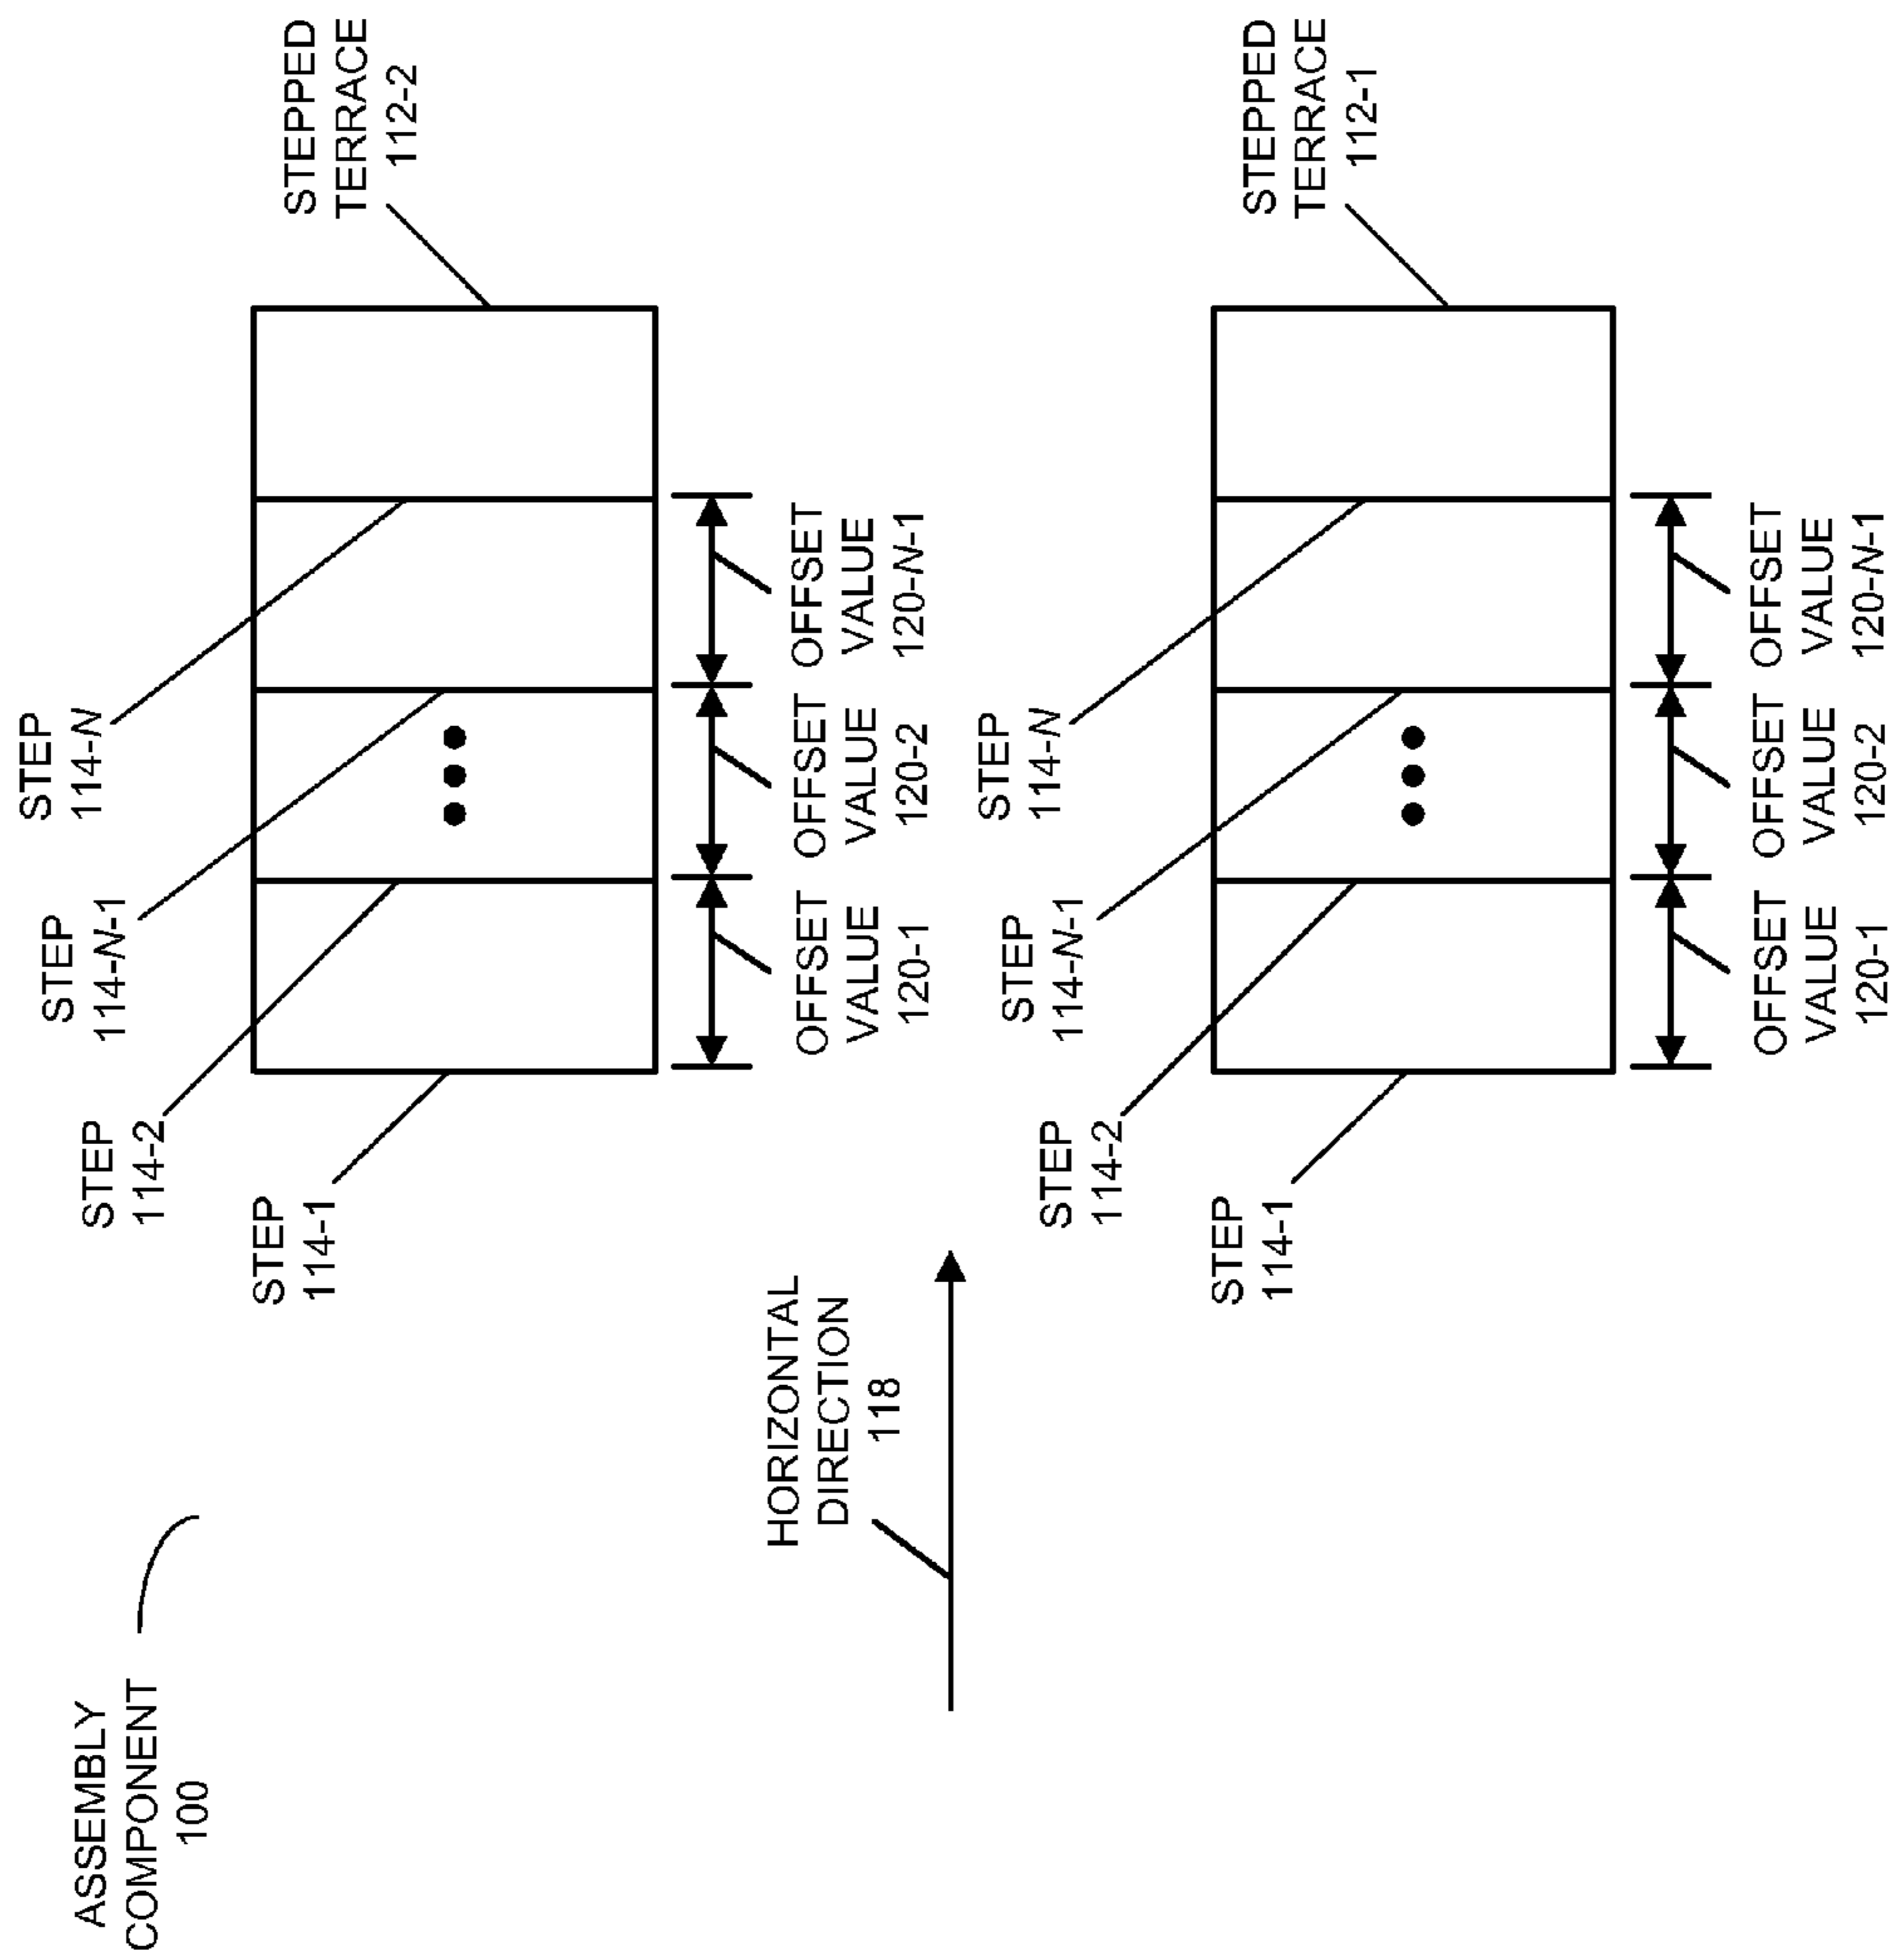 ASSEMBLY
COMPONENT
100
STEP
114-1
STEP
114-2
STEP
114-N-1
STEP
114-N
STEPPED
TERRACE
112-2
OFFSET
VALUE
120-1
OFFSET
VALUE
120-2
OFFSET
VALUE
120-N-1
HORIZONTAL
DIRECTION
118
STEP
114-1
STEP
114-2
STEP
114-N-1
STEP
114-N
STEPPED
TERRACE
112-1
OFFSET
VALUE
120-1
OFFSET
VALUE
120-2
OFFSET
VALUE
120-N-1